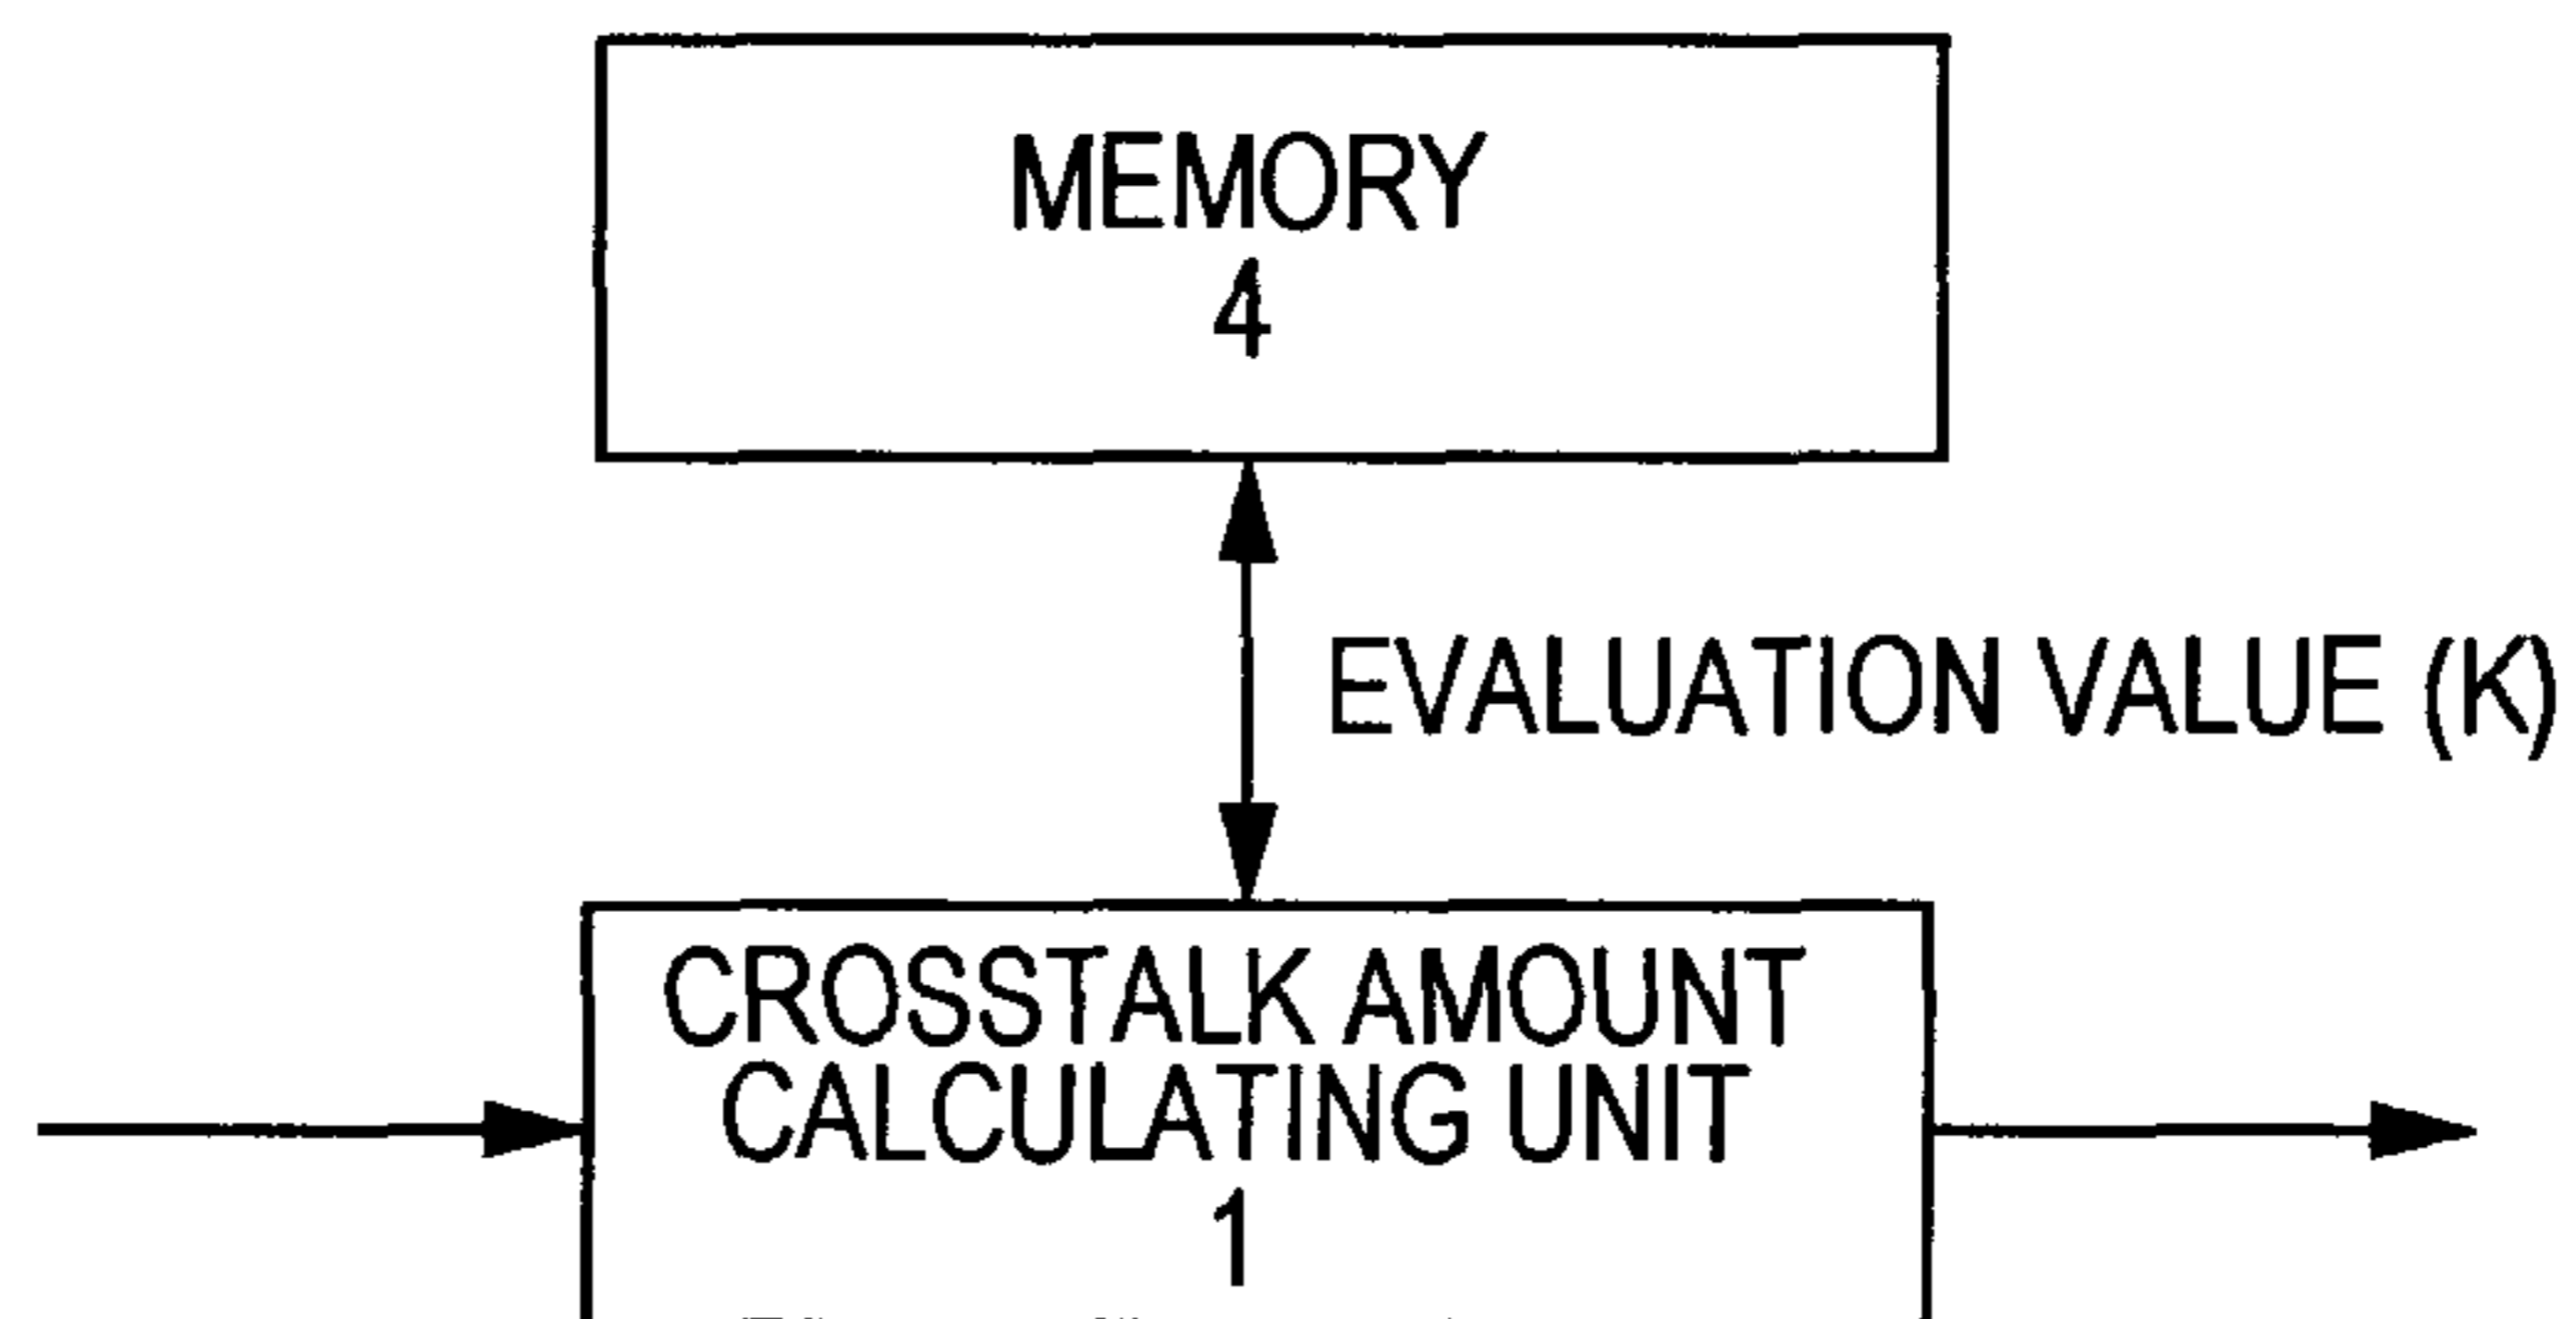 MEMORY
4
EVALUATION VALUE (K)
CROSSTALK AMOUNT
CALCULATING UNIT
1